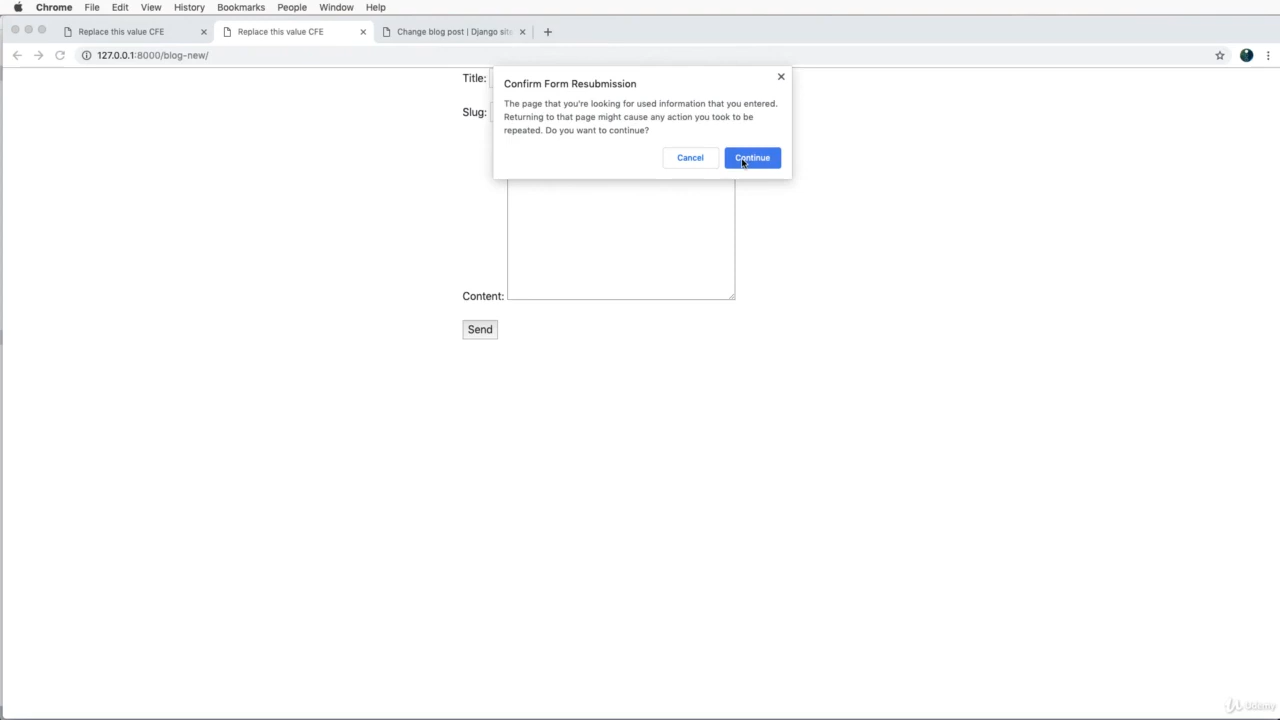 Chrome File Edit View History Bookmarks People Window Help
Replace this value CFE
Replace this value CFE
Change blog post | Django site
127.0.0.1:8000/blog-new/
Title:
Confirm Form Resubmission
The page that you're looking for used information that you entered.
Returning to that page might cause any action you took to be
repeated. Do you want to continue?
Slug:
Cancel Continue
Content:
Send
Udemy